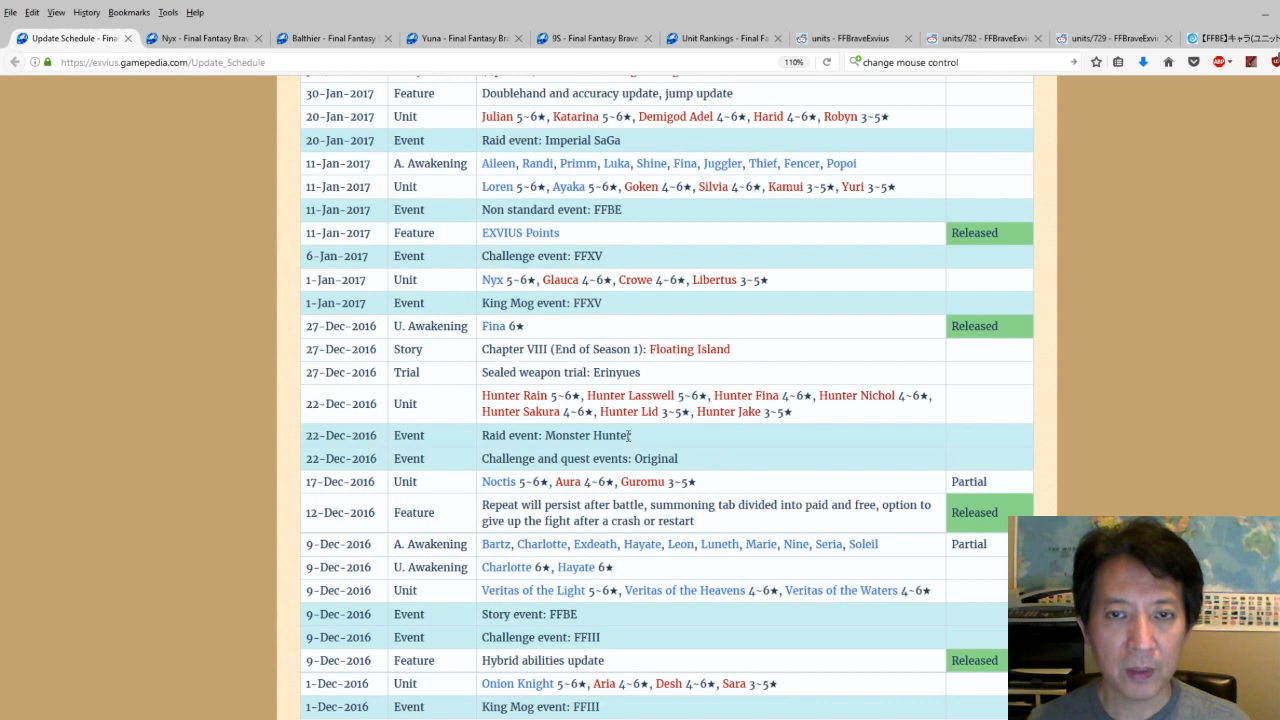 File Edit View History Bookmarks Tools Help
Update Schedule - Fina
Nyx - Final Fantasy Brav
Balthier - Final Fantasy
Yuna - Final Fantasy Br
9S - Final Fantasy Brave
Unit Rankings - Final Fa
units - FFBraveExvius
units/782 - FFBraveExvi
units/729 - FFBraveExvi
【FFBE】キャラ(ユニット
https://exvius.gamepedia.com/Update_Schedule
110%
change mouse control
30-Jan-2017 Feature Doublehand and accuracy update, jump update
20-Jan-2017 Unit Julian 5~6★, Katarina 5~6★, Demigod Adel 4~6★, Harid 4~6★, Robyn 3~5★
20-Jan-2017 Event Raid event: Imperial SaGa
11-Jan-2017 A. Awakening Aileen, Randi, Primm, Luka, Shine, Fina, Juggler, Thief, Fencer, Popoi
11-Jan-2017 Unit Loren 5~6★, Ayaka 5~6★, Goken 4~6★, Silvia 4~6★, Kamui 3~5★, Yuri 3~5★
11-Jan-2017 Event Non standard event: FFBE
11-Jan-2017 Feature EXVIUS Points Released
6-Jan-2017 Event Challenge event: FFXV
1-Jan-2017 Unit Nyx 5~6★, Glauca 4~6★, Crowe 4~6★, Libertus 3~5★
1-Jan-2017 Event King Mog event: FFXV
27-Dec-2016 U. Awakening Fina 6★ Released
27-Dec-2016 Story Chapter VIII (End of Season 1): Floating Island
27-Dec-2016 Trial Sealed weapon trial: Erinyues
22-Dec-2016 Unit Hunter Rain 5~6★, Hunter Lasswell 5~6★, Hunter Fina 4~6★, Hunter Nichol 4~6★,
Hunter Sakura 4~6★, Hunter Lid 3~5★, Hunter Jake 3~5★
22-Dec-2016 Event Raid event: Monster Hunter
22-Dec-2016 Event Challenge and quest events: Original
17-Dec-2016 Unit Noctis 5~6★, Aura 4~6★, Guromu 3~5★ Partial
12-Dec-2016 Feature Repeat will persist after battle, summoning tab divided into paid and free, option to
give up the fight after a crash or restart Released
9-Dec-2016 A. Awakening Bartz, Charlotte, Exdeath, Hayate, Leon, Luneth, Marie, Nine, Seria, Soleil Partial
9-Dec-2016 U. Awakening Charlotte 6★, Hayate 6★
9-Dec-2016 Unit Veritas of the Light 5~6★, Veritas of the Heavens 4~6★, Veritas of the Waters 4~6★
9-Dec-2016 Event Story event: FFBE
9-Dec-2016 Event Challenge event: FFIII
9-Dec-2016 Feature Hybrid abilities update Released
1-Dec-2016 Unit Onion Knight 5~6★, Aria 4~6★, Desh 4~6★, Sara 3~5★
1-Dec-2016 Event King Mog event: FFIII